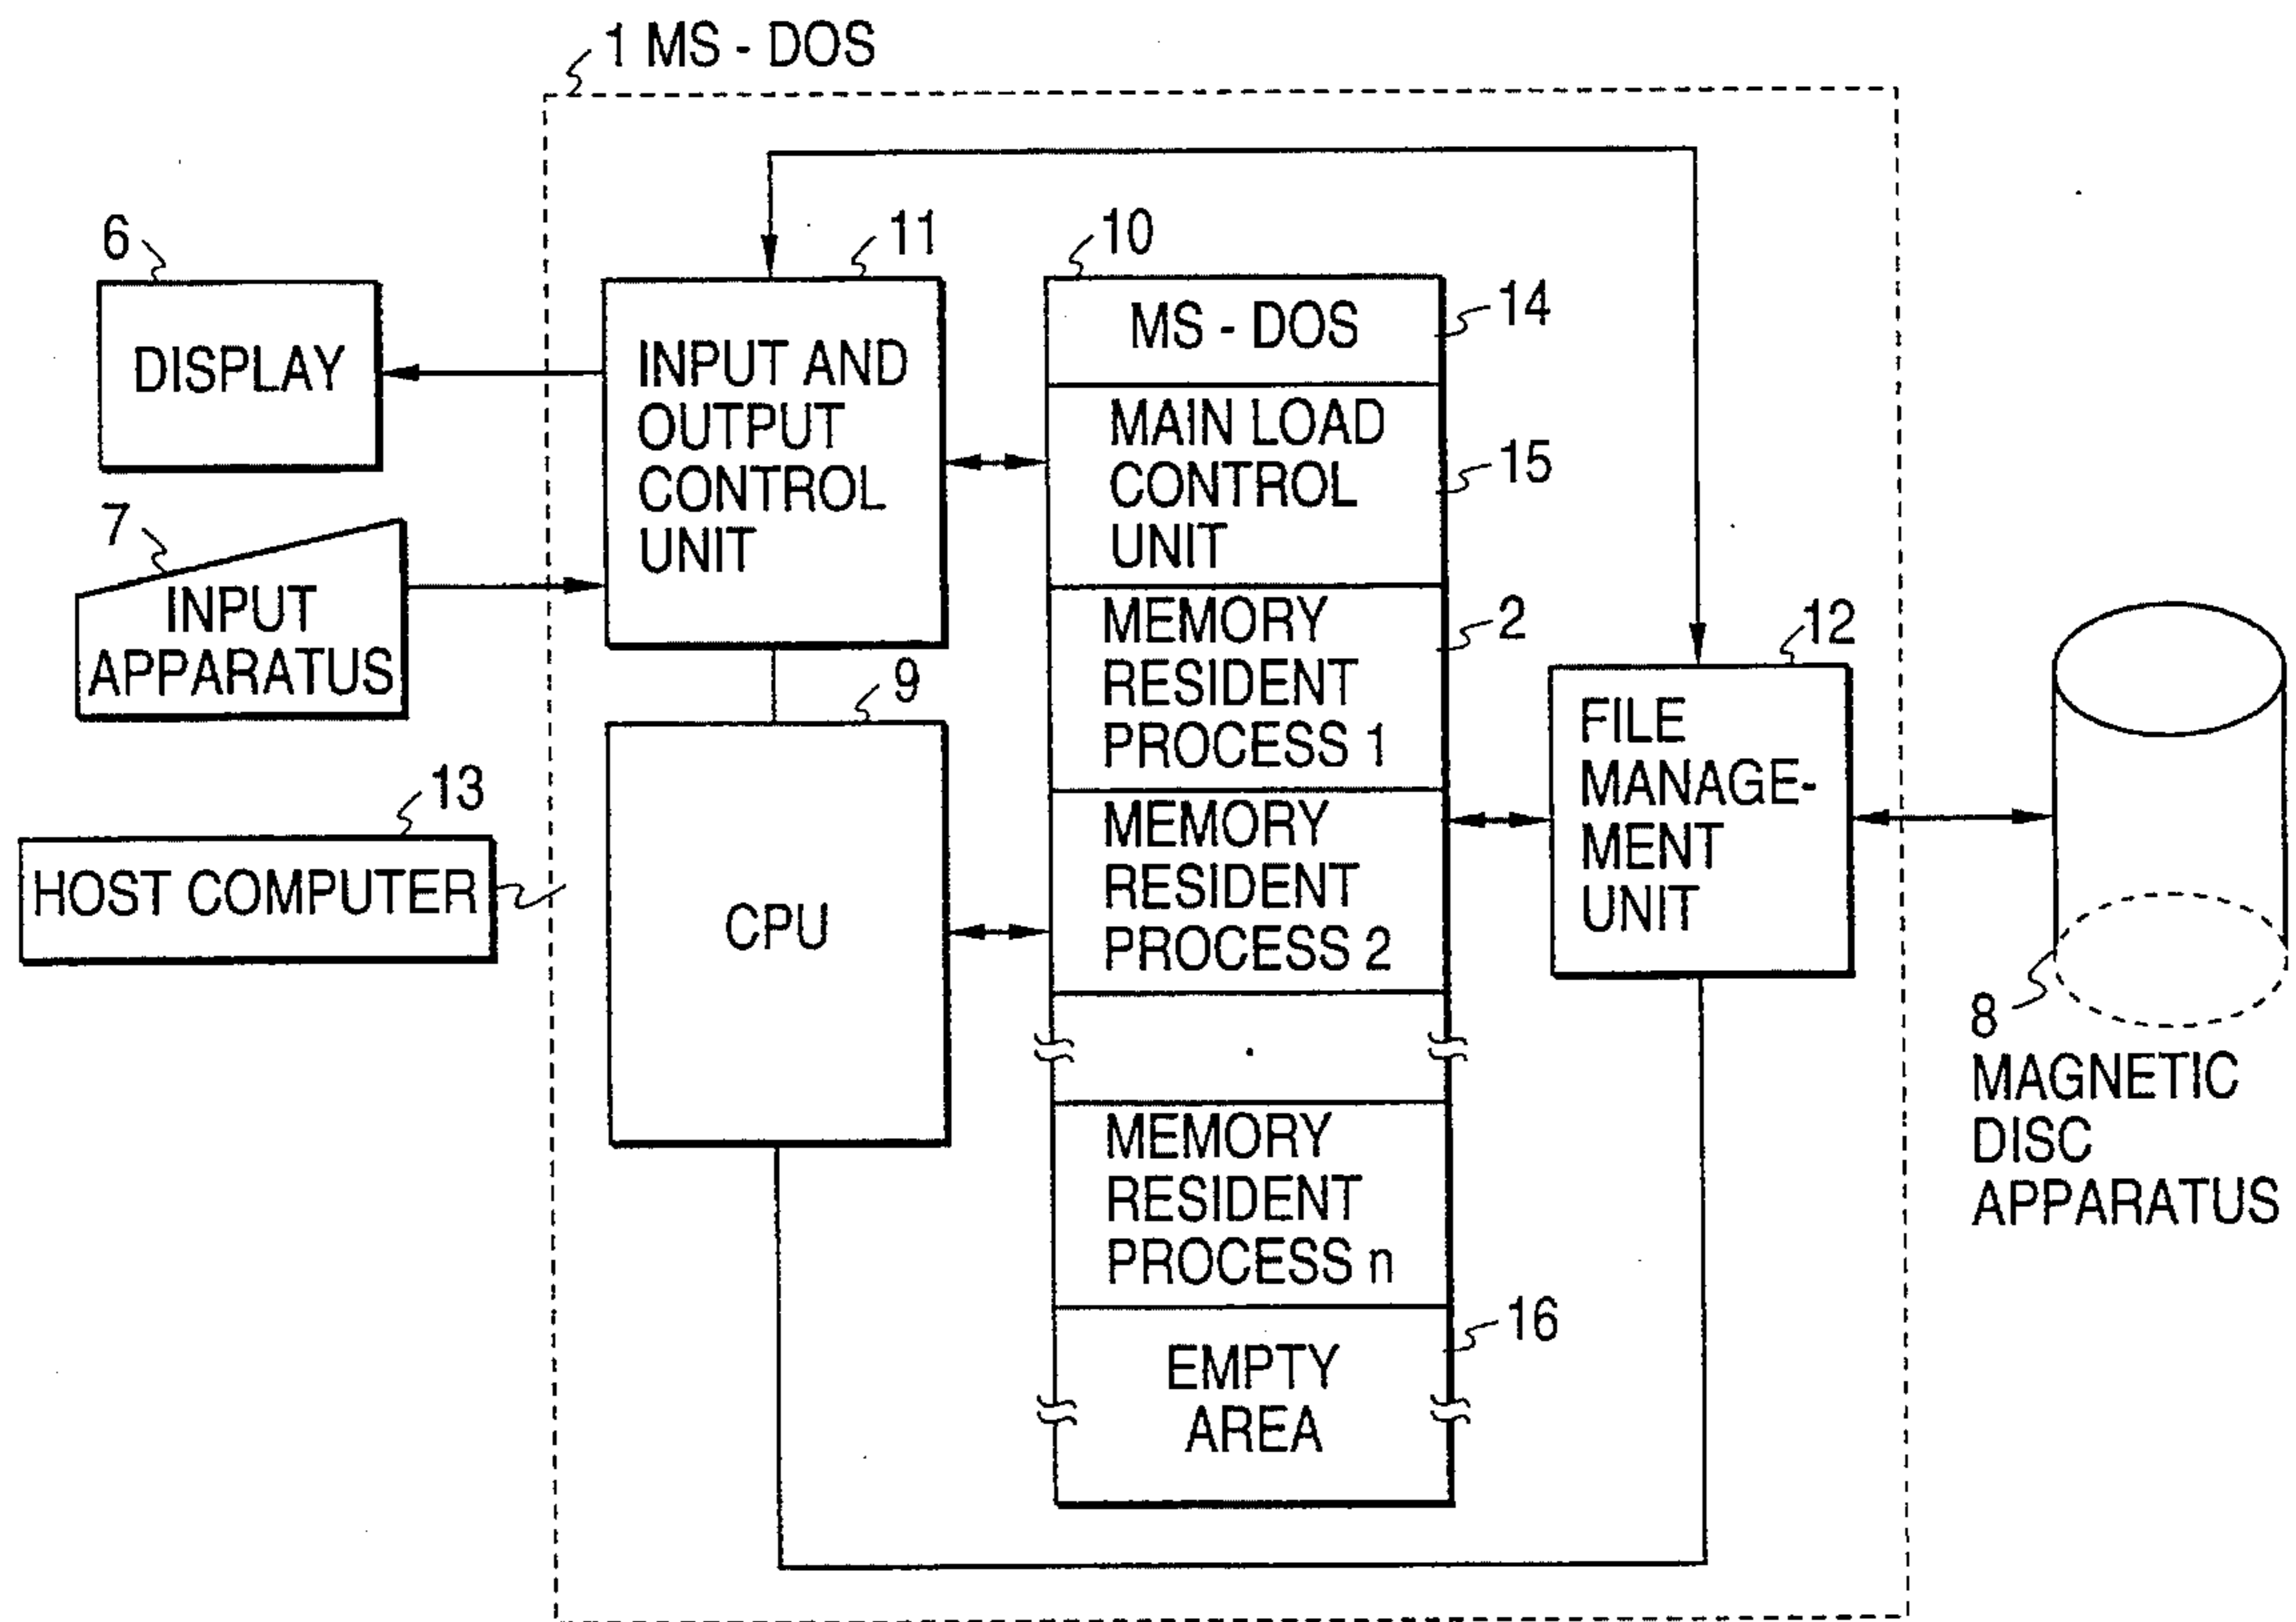 1 MS - DOS
6
DISPLAY
7
INPUT
APPARATUS
13
HOST COMPUTER
11
INPUT AND
OUTPUT
CONTROL
UNIT
9
CPU
10
MS - DOS
14
MAIN LOAD
CONTROL
UNIT
15
MEMORY
RESIDENT
PROCESS 1
2
MEMORY
RESIDENT
PROCESS 2
MEMORY
RESIDENT
PROCESS n
EMPTY
AREA
16
12
FILE
MANAGE-
MENT
UNIT
8
MAGNETIC
DISC
APPARATUS